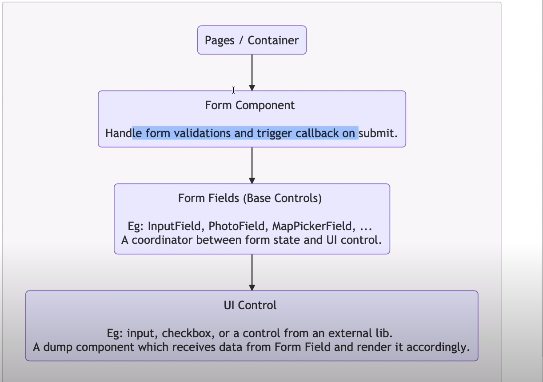 Pages / Container
Form Component
Handle form validations and trigger callback on submit.
Form Fields (Base Controls)
Eg: InputField, PhotoField, MapPickerField, ...
A coordinator between form state and UI control.
UI Control
Eg: input, checkbox, or a control from an external lib.
A dump component which receives data from Form Field and render it accordingly.